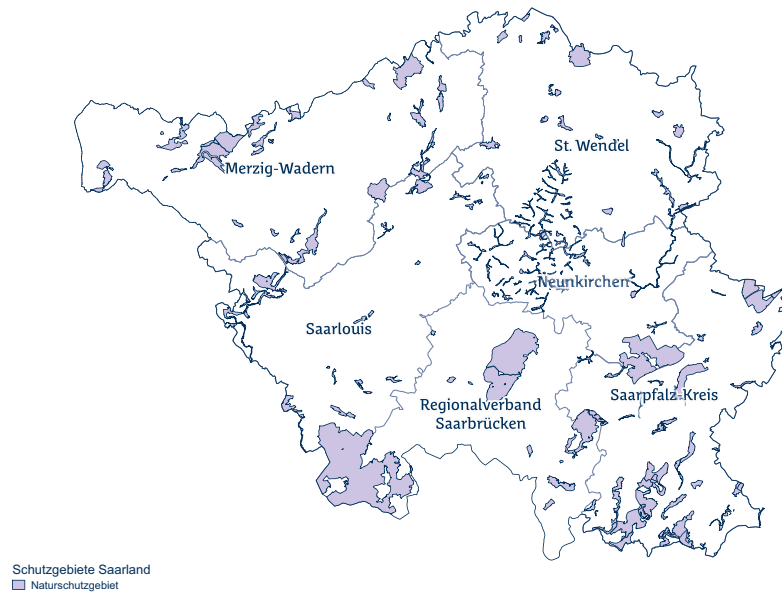 St. Wendel
Merzig-Wadern
Neunkirchen
Saarlouis
Saarpfalz-Kreis
Regionalverband
Saarbrücken
Schutzgebiete Saarland
Naturschutzgebiet